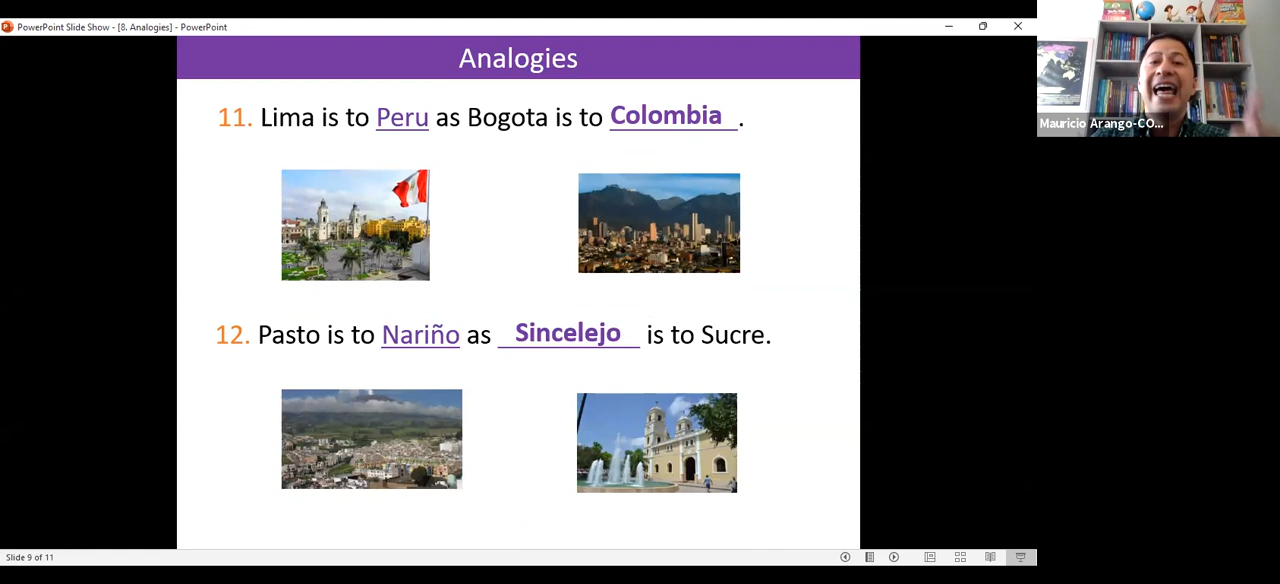 PowerPoint Slide Show - [8. Analogies] - PowerPoint
Analogies
11. Lima is to Peru as Bogota is to Colombia.
12. Pasto is to Nariño as Sincelejo is to Sucre.
Mauricio Arango-CO...
Slide 9 of 11